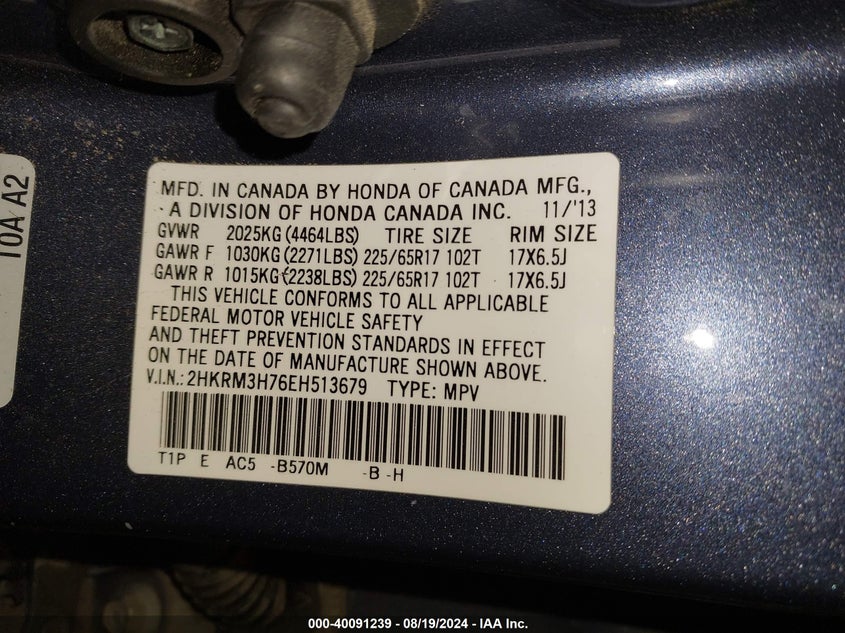 10A A2
MFD. IN CANADA BY HONDA OF CANADA MFG.,
A DIVISION OF HONDA CANADA INC. 11/'13
GVWR 2025KG (4464LBS) TIRE SIZE RIM SIZE
GAWR F 1030KG (2271LBS) 225/65R17 102T 17X6.5J
GAWR R 1015KG (2238LBS) 225/65R17 102T 17X6.5J
THIS VEHICLE CONFORMS TO ALL APPLICABLE
FEDERAL MOTOR VEHICLE SAFETY
AND THEFT PREVENTION STANDARDS IN EFFECT
ON THE DATE OF MANUFACTURE SHOWN ABOVE.
V.I.N.: 2HKRM3H76EH513679 TYPE: MPV
T1P E AC5 -B570M -B -H
000-40091239 - 08/19/2024 - IAA Inc.